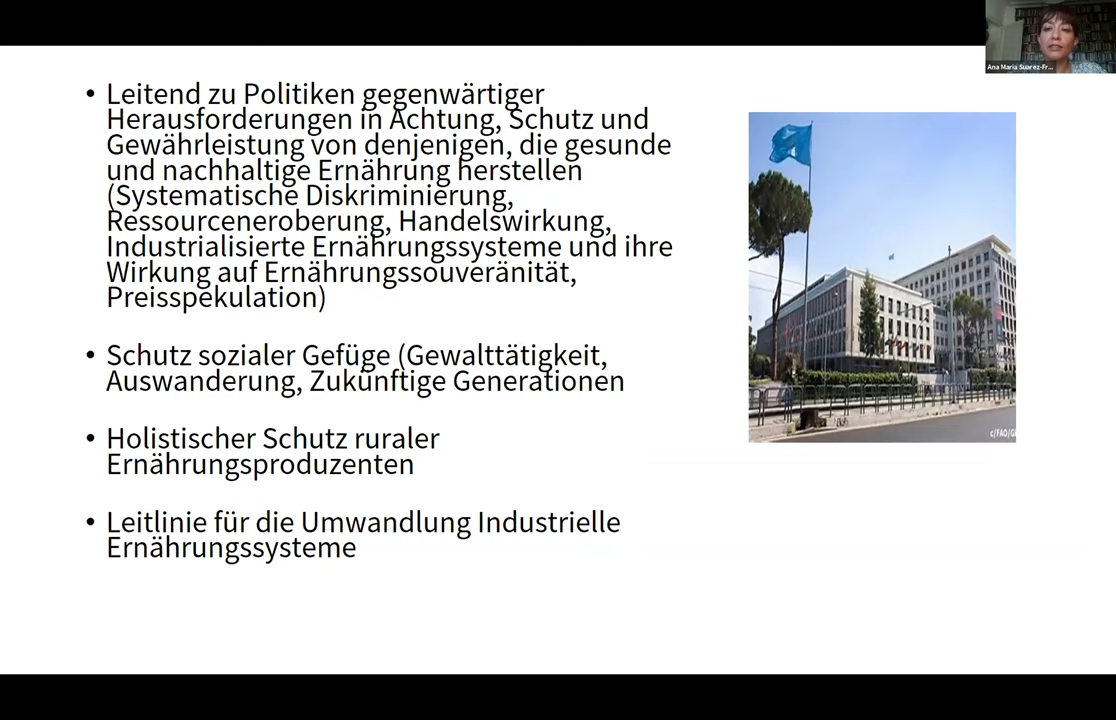 Ana Maria Suarez-Fr...
• Leitend zu Politiken gegenwärtiger
Herausforderungen in Achtung, Schutz und
Gewährleistung von denjenigen, die gesunde
und nachhaltige Ernährung herstellen
(Systematische Diskriminierung,
Ressourceneroberung, Handelswirkung,
Industrialisierte Ernährungssysteme und ihre
Wirkung auf Ernährungssouveränität,
Preisspekulation)
• Schutz sozialer Gefüge (Gewalttätigkeit,
Auswanderung, Zukünftige Generationen
• Holistischer Schutz ruraler
Ernährungsproduzenten
• Leitlinie für die Umwandlung Industrielle
Ernährungssysteme
c/FAO/Gi